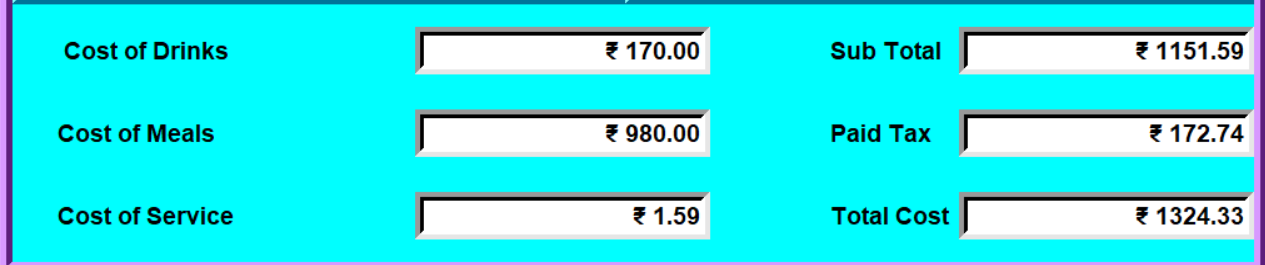 Cost of Drinks ₹ 170.00 Sub Total ₹ 1151.59
Cost of Meals ₹ 980.00 Paid Tax ₹ 172.74
Cost of Service ₹ 1.59 Total Cost ₹ 1324.33